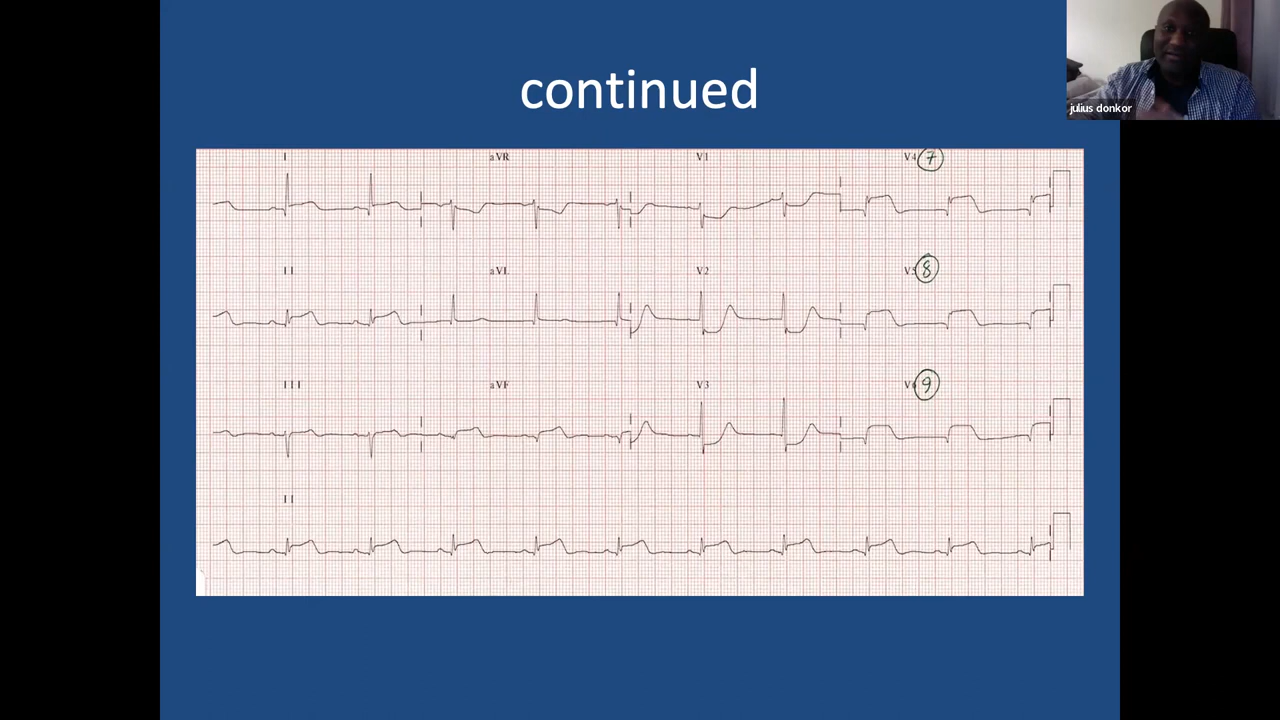 continued
julius donkor
I aVR V1 V4 7
II aVL V2 V5 8
III aVF V3 V6 9
II